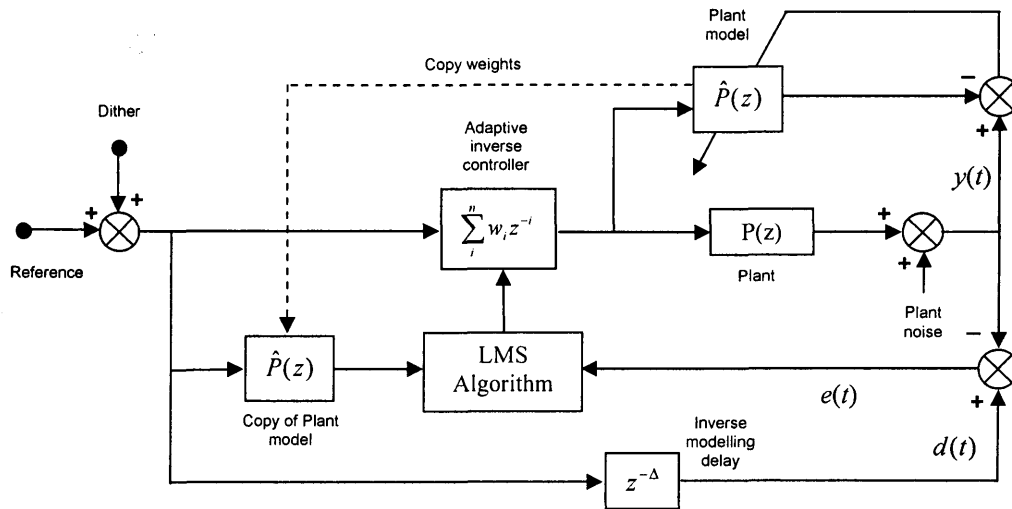 Plant
model
Copy weights
P̂(z)
−
+
Dither
Adaptive
inverse
controller
y(t)
+
+
n
∑ wᵢ z⁻ⁱ
i
P(z)
+
+
Reference
Plant
Plant
noise
−
P̂(z)
LMS
Algorithm
e(t)
+
Copy of Plant
model
Inverse
modelling
delay
d(t)
z^−Δ